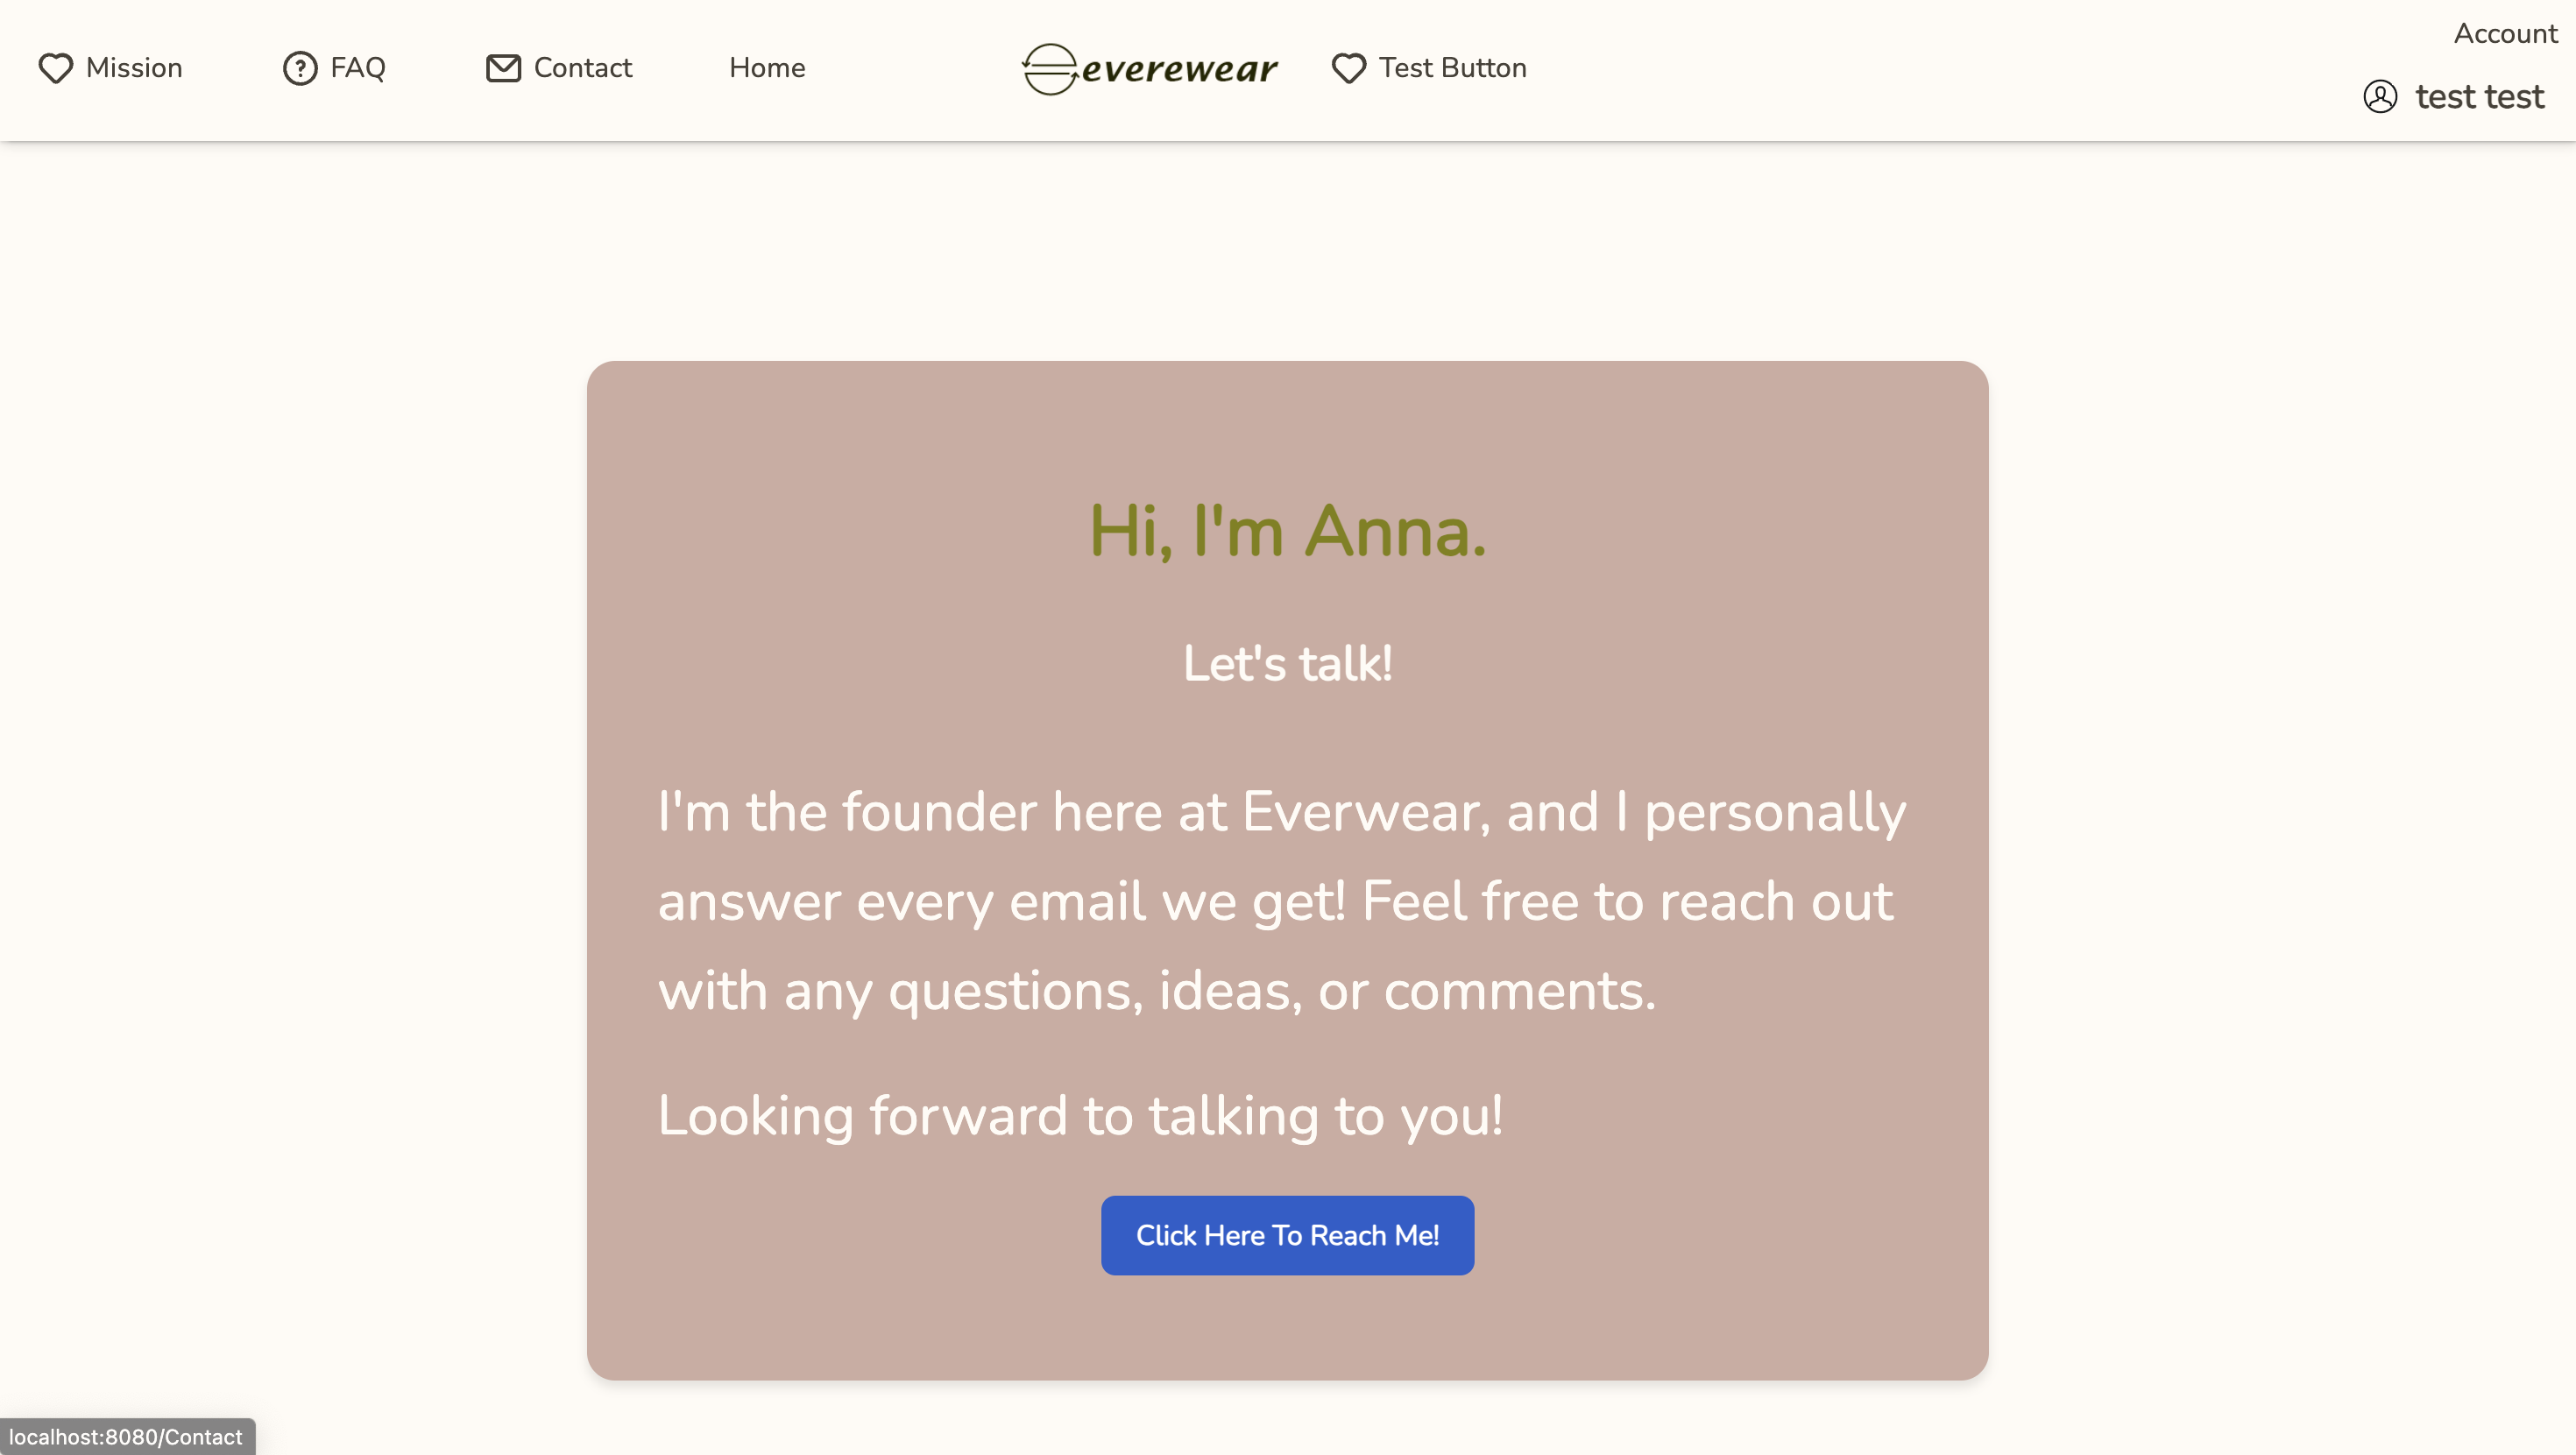 Mission
FAQ
Contact
Home
everewear
Test Button
Account
test test
Hi, I'm Anna.
Let's talk!
I'm the founder here at Everwear, and I personally
answer every email we get! Feel free to reach out
with any questions, ideas, or comments.
Looking forward to talking to you!
Click Here To Reach Me!
localhost:8080/Contact